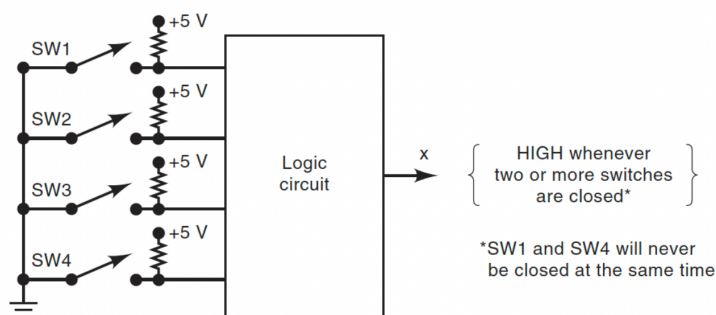 +5 V
SW1
+5 V
SW2
+5 V
SW3
+5 V
SW4
Logic
circuit
x
HIGH whenever
two or more switches
are closed*
*SW1 and SW4 will never
be closed at the same time